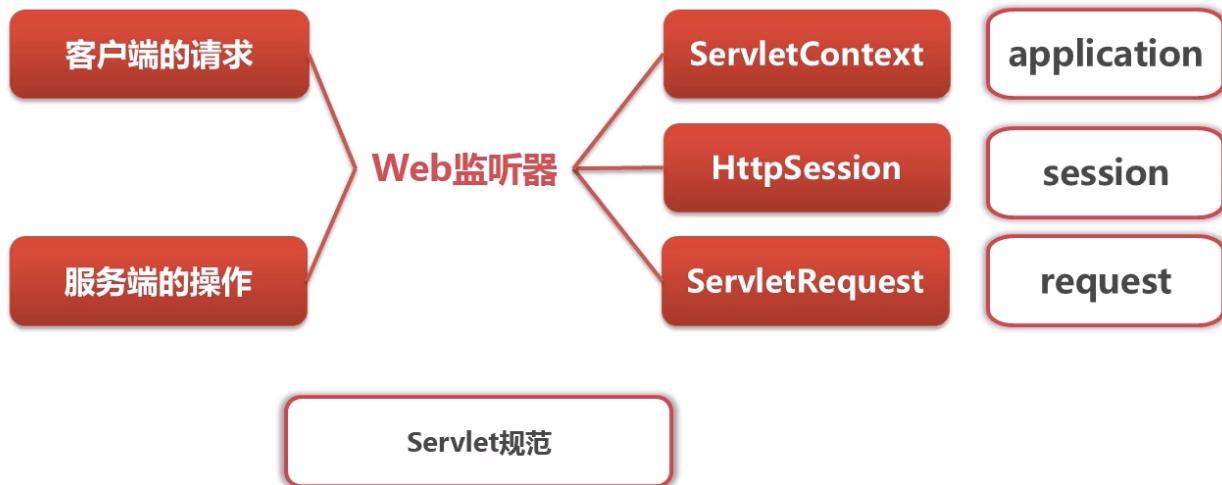 客户端的请求
服务端的操作
Web监听器
ServletContext
application
HttpSession
session
ServletRequest
request
Servlet规范